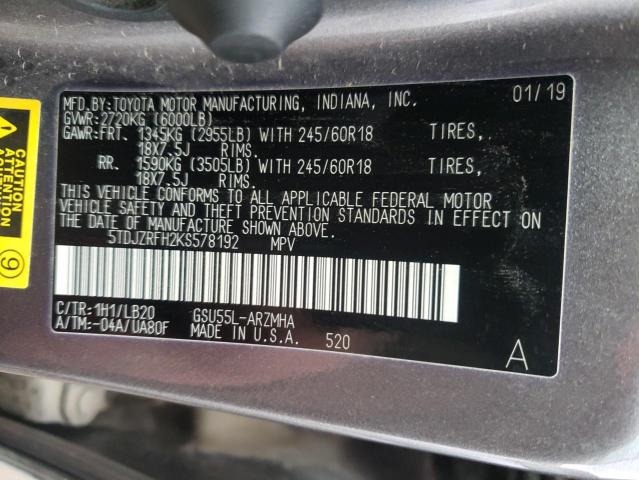 MFD.BY:TOYOTA MOTOR MANUFACTURING, INDIANA, INC. 01/19
GVWR:2720KG (6000LB)
GAWR:FRT. 1345KG (2955LB) WITH 245/60R18 TIRES,
18X7.5J RIMS.
RR. 1590KG (3505LB) WITH 245/60R18 TIRES,
18X7.5J RIMS.
THIS VEHICLE CONFORMS TO ALL APPLICABLE FEDERAL MOTOR
VEHICLE SAFETY AND THEFT PREVENTION STANDARDS IN EFFECT ON
THE DATE OF MANUFACTURE SHOWN ABOVE.
5TDJZRFH2KS578192 MPV
C/TR:1H1/LB20 GSU55L-ARZMHA
A/TM:-04A/UA80F MADE IN U.S.A. 520
A
CAUTION
ATTENTION
9